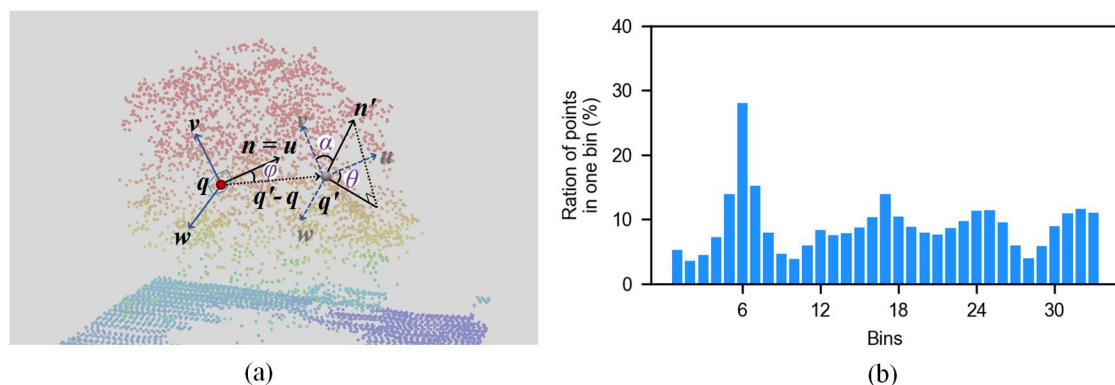 v
n = u
φ
q
q'-q
w
v
α
n'
u
θ
q'
w
(a)
40
30
20
10
0
Ration of points
in one bin (%)
6
12
18
24
30
Bins
(b)